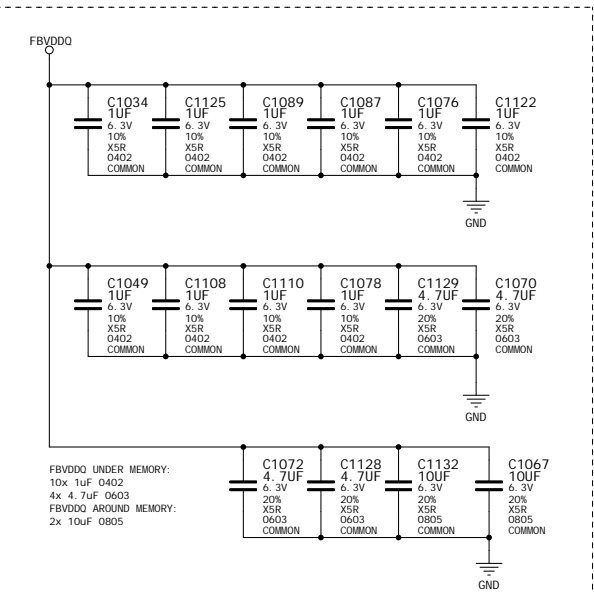 FBVDDQ
C1034
1UF
6.3V
10%
X5R
0402
COMMON
C1125
1UF
6.3V
10%
X5R
0402
COMMON
C1089
1UF
6.3V
10%
X5R
0402
COMMON
C1087
1UF
6.3V
10%
X5R
0402
COMMON
C1076
1UF
6.3V
10%
X5R
0402
COMMON
C1122
1UF
6.3V
10%
X5R
0402
COMMON
GND
C1049
1UF
6.3V
10%
X5R
0402
COMMON
C1108
1UF
6.3V
10%
X5R
0402
COMMON
C1110
1UF
6.3V
10%
X5R
0402
COMMON
C1078
1UF
6.3V
10%
X5R
0402
COMMON
C1129
4.7UF
6.3V
20%
X5R
0603
COMMON
C1070
4.7UF
6.3V
20%
X5R
0603
COMMON
GND
FBVDDQ UNDER MEMORY:
10x 1uF 0402
4x 4.7uF 0603
FBVDDQ AROUND MEMORY:
2x 10uF 0805
C1072
4.7UF
6.3V
20%
X5R
0603
COMMON
C1128
4.7UF
6.3V
20%
X5R
0603
COMMON
C1132
10UF
6.3V
20%
X5R
0805
COMMON
C1067
10UF
6.3V
20%
X5R
0805
COMMON
GND